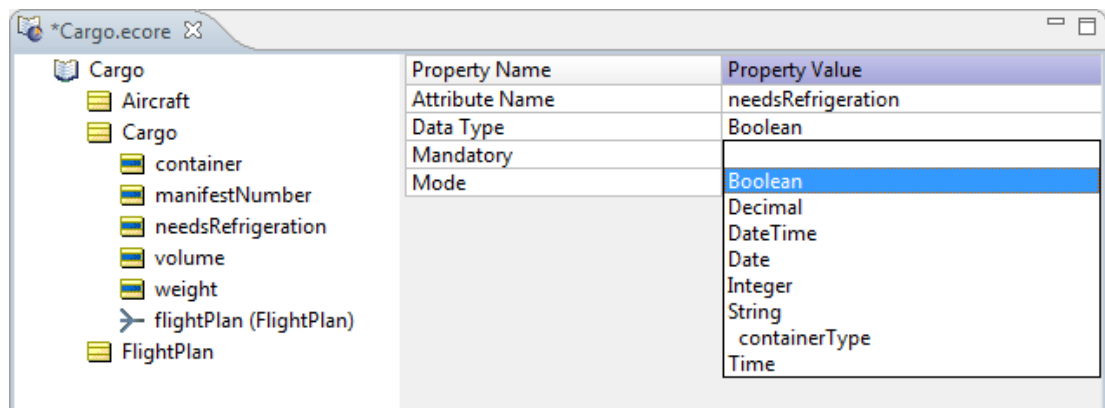 *Cargo.ecore
Cargo
Aircraft
Cargo
container
manifestNumber
needsRefrigeration
volume
weight
flightPlan (FlightPlan)
FlightPlan
Property Name Property Value
Attribute Name needsRefrigeration
Data Type Boolean
Mandatory
Mode
Boolean
Decimal
DateTime
Date
Integer
String
containerType
Time